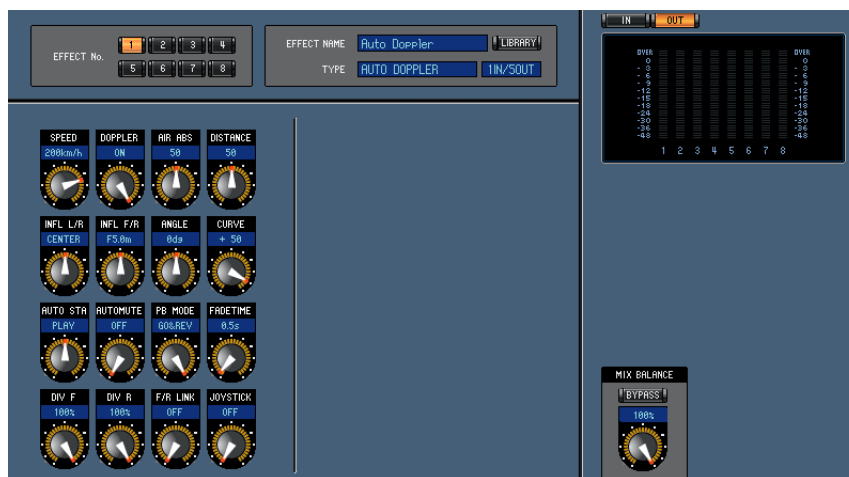 EFFECT No.
1 2 3 4
5 6 7 8
EFFECT NAME Auto Doppler LIBRARY
TYPE AUTO DOPPLER 1IN/5OUT
IN OUT
OVER OVER
0 0
- 3 - 3
- 6 - 6
- 9 - 9
-12 -12
-15 -15
-18 -18
-24 -24
-30 -30
-36 -36
-48 -48
1 2 3 4 5 6 7 8
SPEED DOPPLER AIR ABS DISTANCE
200km/h ON 50 50
INFL L/R INFL F/R ANGLE CURVE
CENTER F5.0m 0dg + 50
AUTO STA AUTOMUTE PB MODE FADETIME
PLAY OFF GO&REV 0.5s
DIV F DIV R F/R LINK JOYSTICK
100% 100% OFF OFF
MIX BALANCE
BYPASS
100%